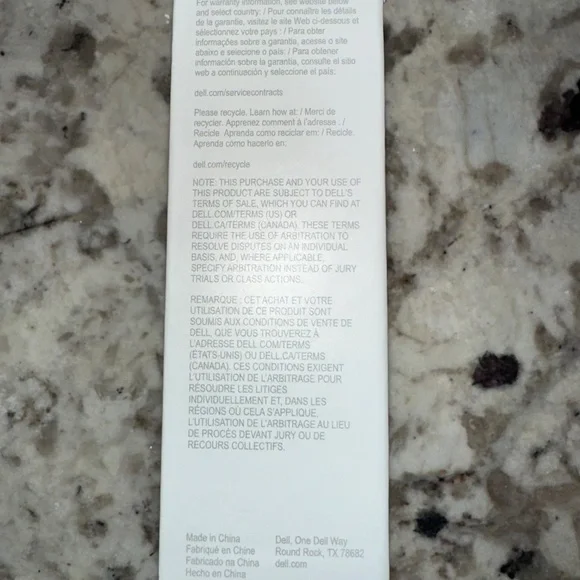 For warranty information, see website below
and select country: / Pour connaître les détails
de la garantie, visitez le site Web ci-dessous et
sélectionnez votre pays : / Para obter
informações sobre a garantia, acesse o site
abaixo e selecione o país: / Para obtener
información sobre la garantía, consulte el sitio
web a continuación y seleccione el país:
dell.com/servicecontracts
Please recycle. Learn how at: / Merci de
recycler. Apprenez comment à l'adresse : /
Recicle. Aprenda como reciclar em: / Recicle.
Aprenda cómo hacerlo en:
dell.com/recycle
NOTE: THIS PURCHASE AND YOUR USE OF
THIS PRODUCT ARE SUBJECT TO DELL'S
TERMS OF SALE, WHICH YOU CAN FIND AT
DELL.COM/TERMS (US) OR
DELL.CA/TERMS (CANADA). THESE TERMS
REQUIRE THE USE OF ARBITRATION TO
RESOLVE DISPUTES ON AN INDIVIDUAL
BASIS, AND, WHERE APPLICABLE,
SPECIFY ARBITRATION INSTEAD OF JURY
TRIALS OR CLASS ACTIONS.
REMARQUE : CET ACHAT ET VOTRE
UTILISATION DE CE PRODUIT SONT
SOUMIS AUX CONDITIONS DE VENTE DE
DELL, QUE VOUS TROUVEREZ À
L'ADRESSE DELL.COM/TERMS
(ÉTATS-UNIS) OU DELL.CA/TERMS
(CANADA). CES CONDITIONS EXIGENT
L'UTILISATION DE L'ARBITRAGE POUR
RÉSOUDRE LES LITIGES
INDIVIDUELLEMENT ET, DANS LES
RÉGIONS OÙ CELA S'APPLIQUE,
L'UTILISATION DE L'ARBITRAGE AU LIEU
DE PROCÈS DEVANT JURY OU DE
RECOURS COLLECTIFS.
Made in China
Fabriqué en Chine
Fabricado na China
Hecho en China
Dell, One Dell Way
Round Rock, TX 78682
dell.com